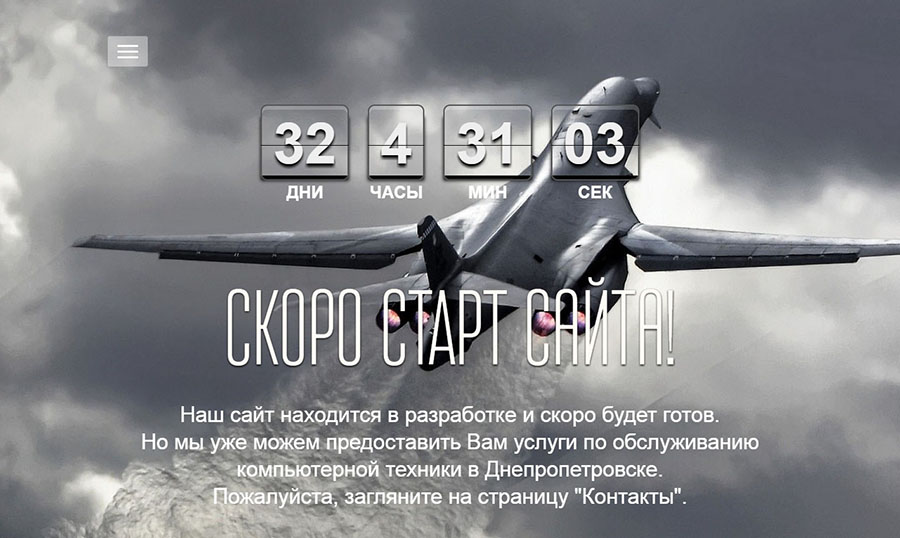 32 4 31 03
ДНИ ЧАСЫ МИН СЕК
СКОРО СТАРТ САЙТА!
Наш сайт находится в разработке и скоро будет готов.
Но мы уже можем предоставить Вам услуги по обслуживанию
компьютерной техники в Днепропетровске.
Пожалуйста, загляните на страницу "Контакты".